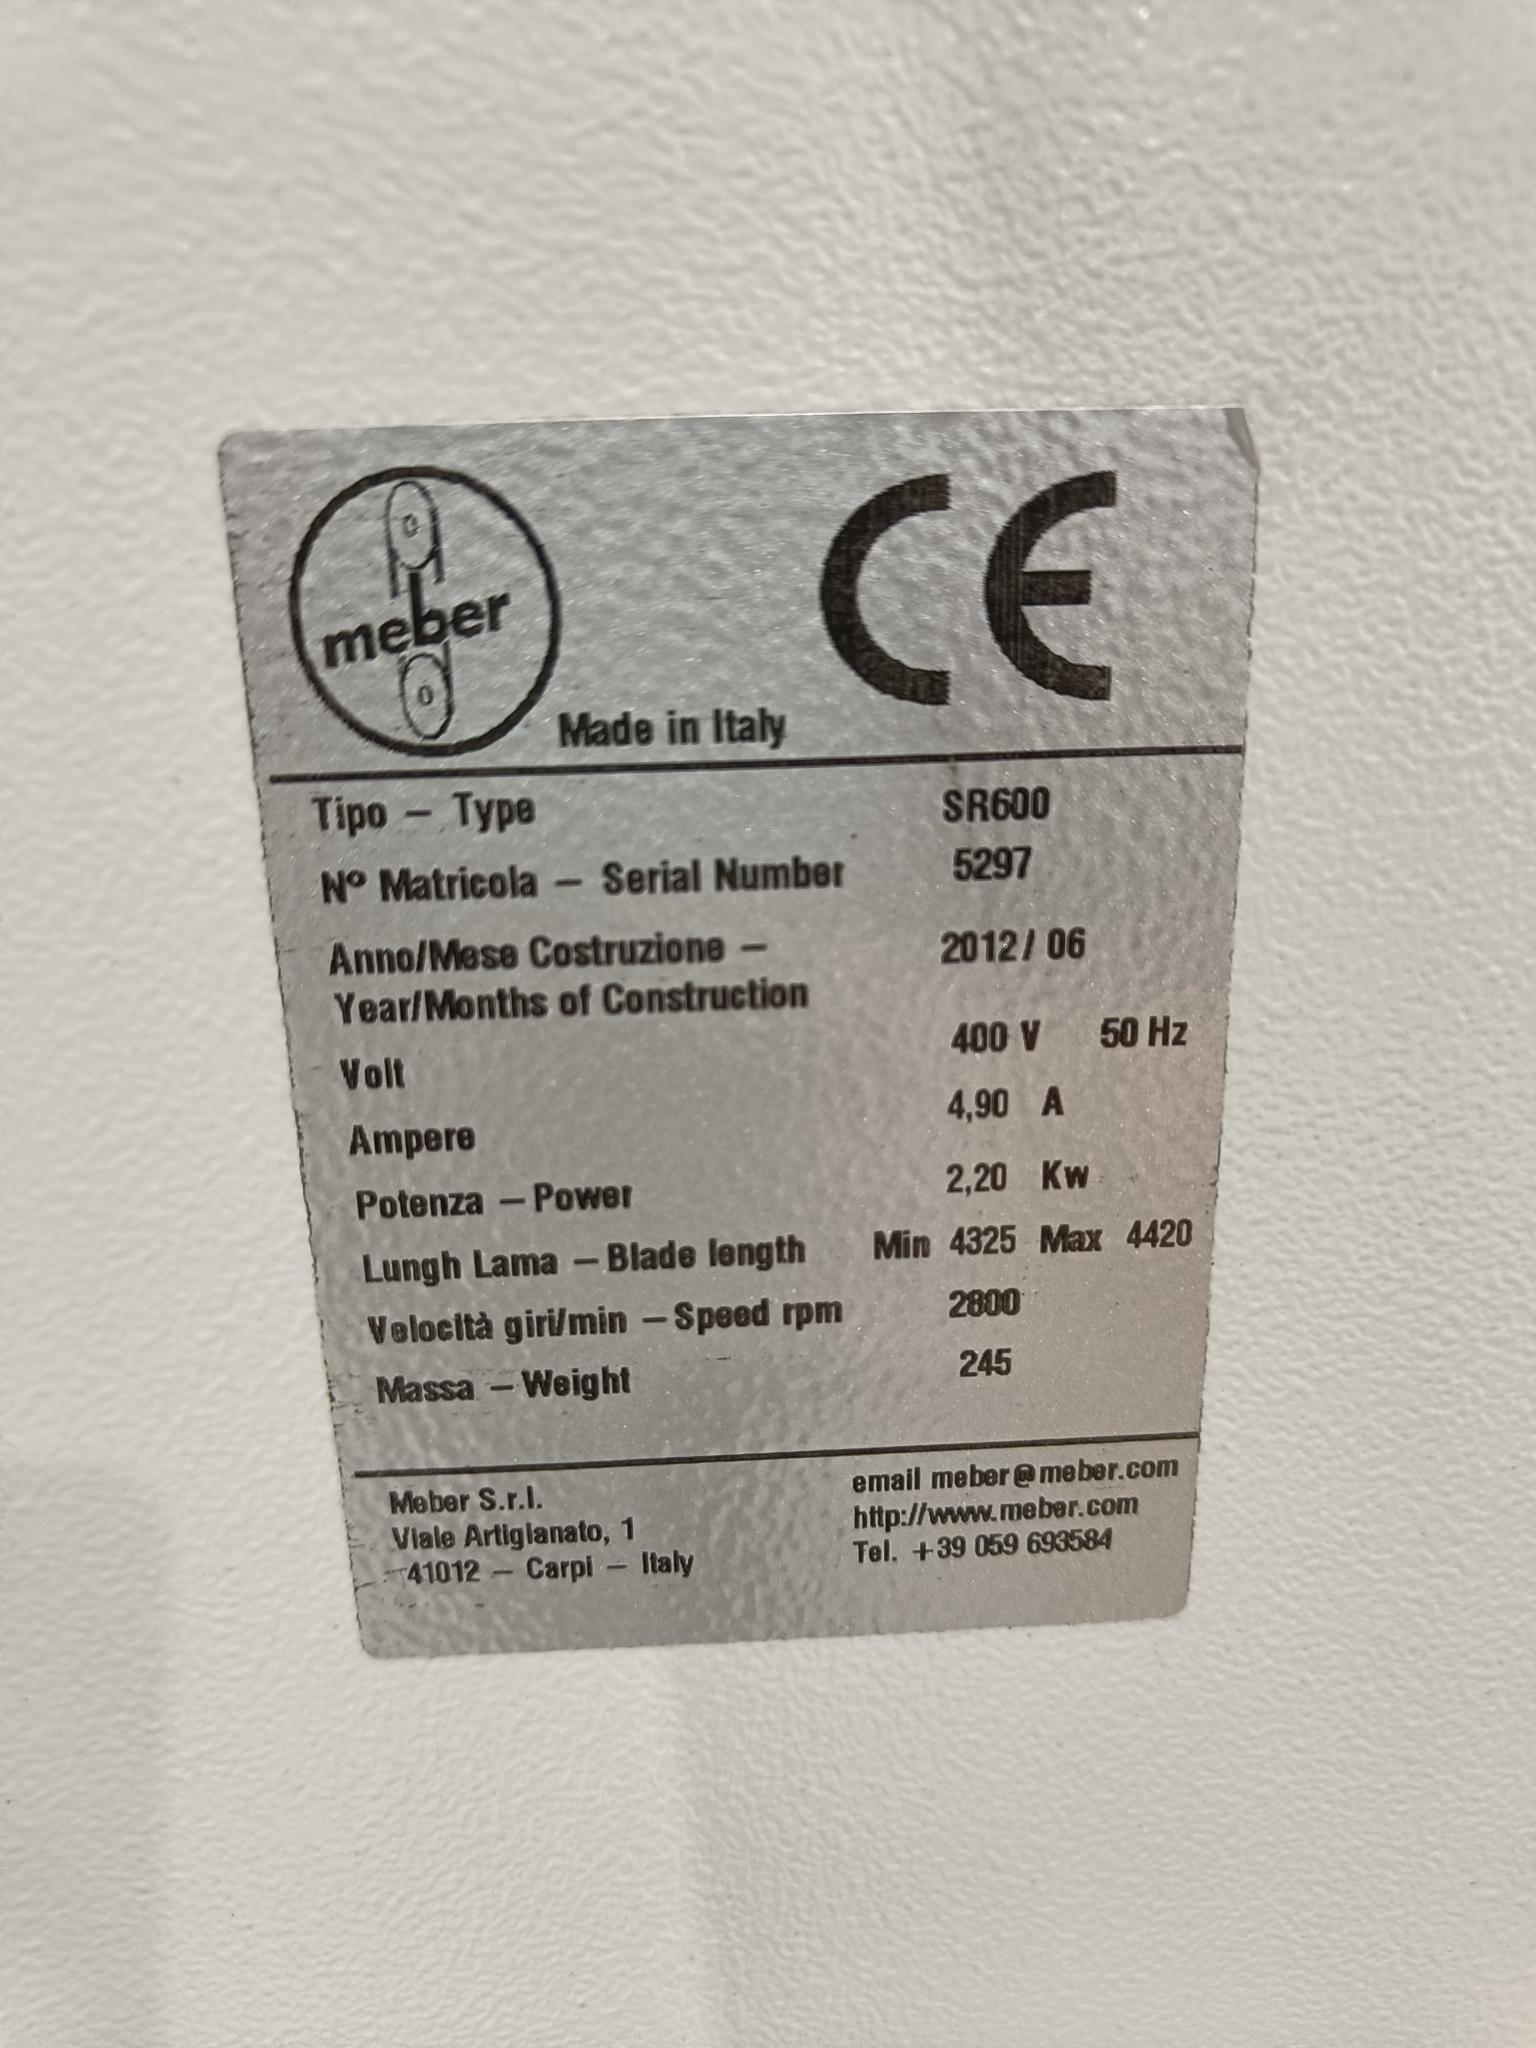 meber
CE
Made in Italy
Tipo – Type SR600
N° Matricola – Serial Number 5297
Anno/Mese Costruzione – 2012/ 06
Year/Months of Construction
Volt 400 V 50 Hz
Ampere 4,90 A
Potenza – Power 2,20 Kw
Lungh Lama – Blade length Min 4325 Max 4420
Velocità giri/min – Speed rpm 2800
Massa – Weight 245
Meber S.r.l.
Viale Artigianato, 1
41012 – Carpi – Italy
email meber@meber.com
http://www.meber.com
Tel. +39 059 693584